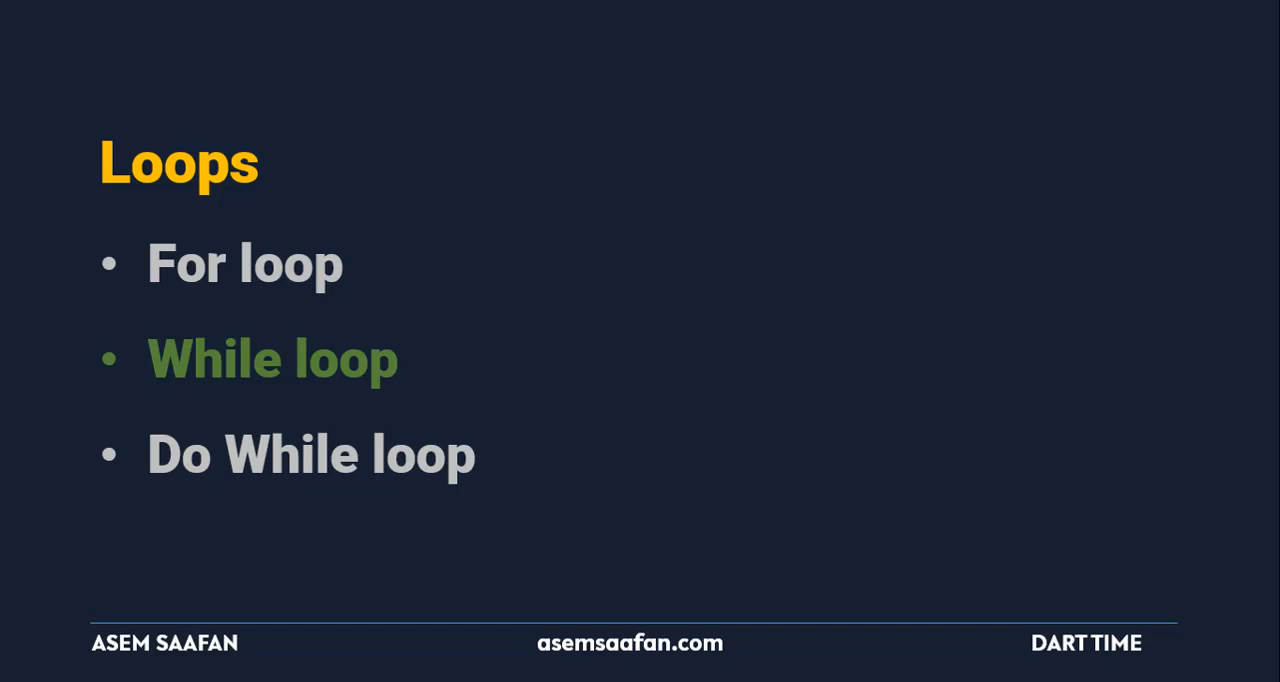 Loops
• For loop
• While loop
• Do While loop
ASEM SAAFAN
asemsaafan.com
DART TIME